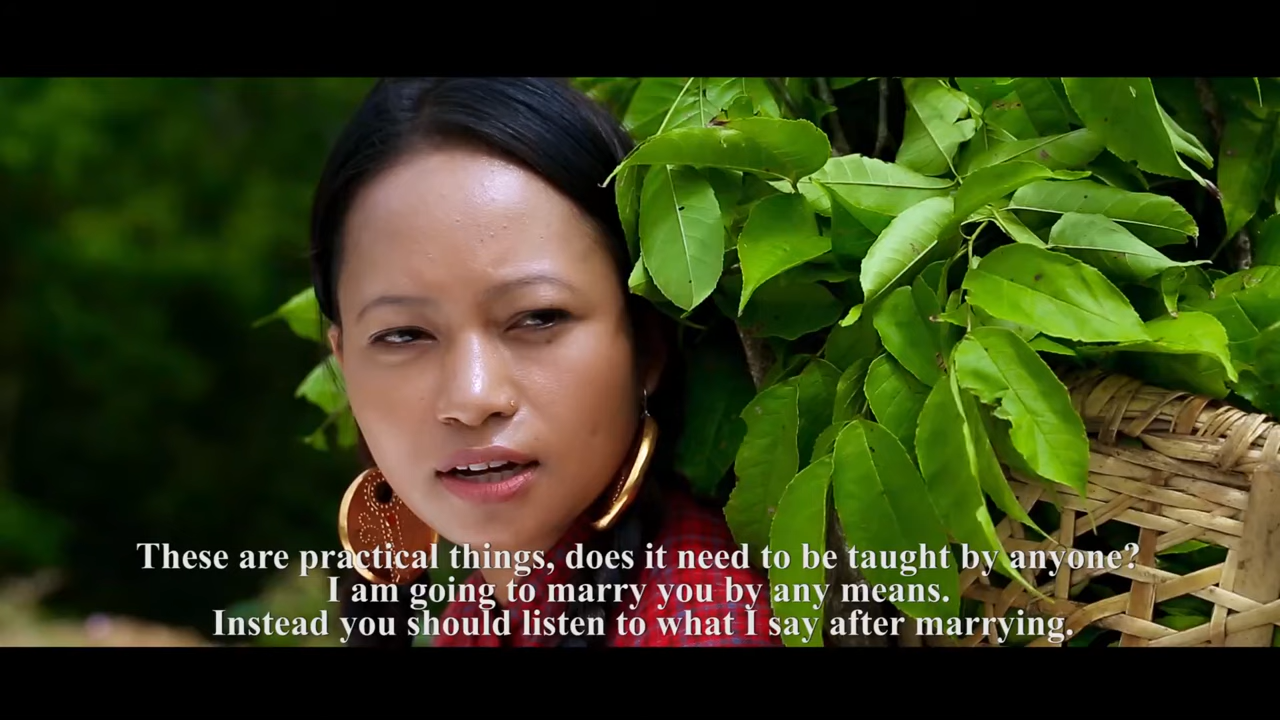 These are practical things, does it need to be taught by anyone?
I am going to marry you by any means.
Instead you should listen to what I say after marrying.